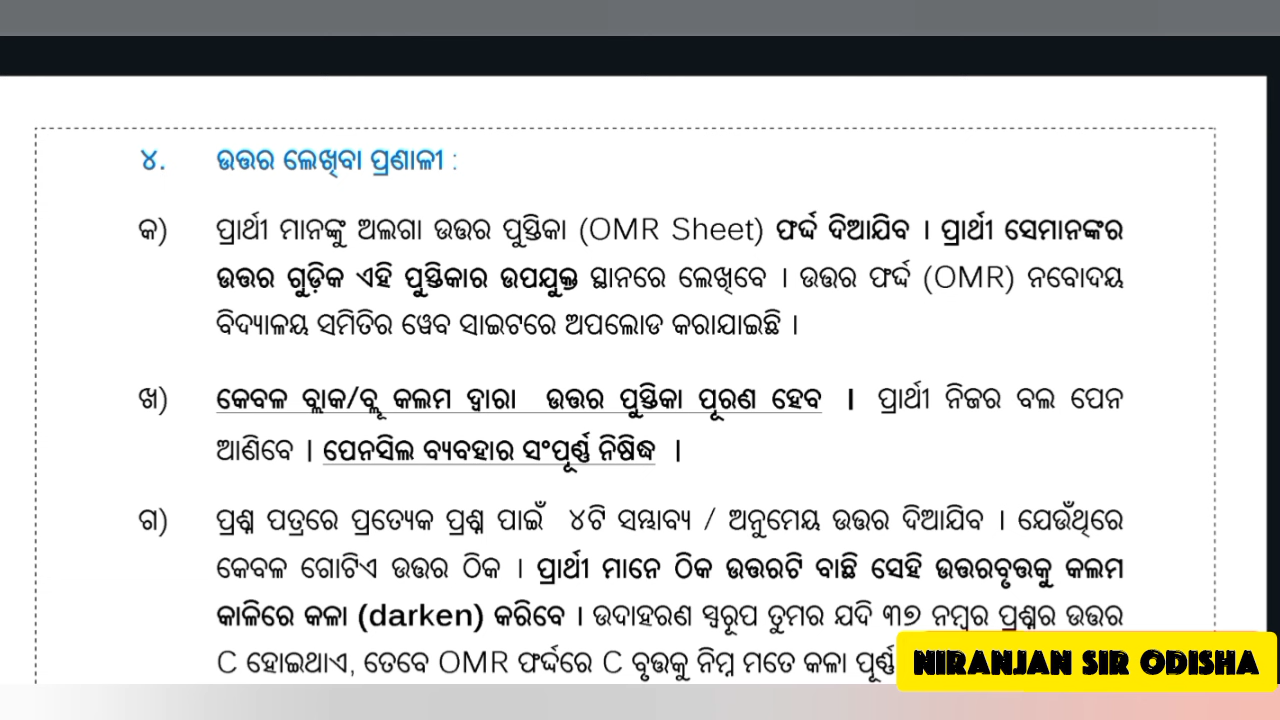 ୪. ଉତ୍ତର ଲେଖିବା ପ୍ରଣାଳୀ :
କ) ପ୍ରାର୍ଥୀ ମାନଙ୍କୁ ଅଲଗା ଉତ୍ତର ପୁସ୍ତିକା (OMR Sheet) ଫର୍ଦ୍ଦ ଦିଆଯିବ । ପ୍ରାର୍ଥୀ ସେମାନଙ୍କର
ଉତ୍ତର ଗୁଡ଼ିକ ଏହି ପୁସ୍ତିକାର ଉପଯୁକ୍ତ ସ୍ଥାନରେ ଲେଖିବେ । ଉତ୍ତର ଫର୍ଦ୍ଦ (OMR) ନବୋଦୟ
ବିଦ୍ୟାଳୟ ସମିତିର ୱେବ ସାଇଟରେ ଅପଲୋଡ କରାଯାଇଛି ।
ଖ) କେବଳ ବ୍ଲାକ/ବ୍ଲୂ କଲମ ଦ୍ଵାରା ଉତ୍ତର ପୁସ୍ତିକା ପୂରଣ ହେବ । ପ୍ରାର୍ଥୀ ନିଜର ବଲ ପେନ
ଆଣିବେ । ପେନସିଲ ବ୍ୟବହାର ସଂପୂର୍ଣ୍ଣ ନିଷିଦ୍ଧ ।
ଗ) ପ୍ରଶ୍ନ ପତ୍ରରେ ପ୍ରତ୍ୟେକ ପ୍ରଶ୍ନ ପାଇଁ ୪ଟି ସମ୍ଭାବ୍ୟ / ଅନୁମେୟ ଉତ୍ତର ଦିଆଯିବ । ଯେଉଁଥିରେ
କେବଳ ଗୋଟିଏ ଉତ୍ତର ଠିକ । ପ୍ରାର୍ଥୀ ମାନେ ଠିକ ଉତ୍ତରଟି ବାଛି ସେହି ଉତ୍ତରବୃତ୍ତକୁ କଲମ
କାଳିରେ କଳା (darken) କରିବେ । ଉଦାହରଣ ସ୍ଵରୂପ ତୁମର ଯଦି ୩୭ ନମ୍ବର ପ୍ରଶ୍ନର ଉତ୍ତର
C ହୋଇଥାଏ, ତେବେ OMR ଫର୍ଦ୍ଦରେ C ବୃତ୍ତକୁ ନିମ୍ନ ମତେ କଳା ପୂର୍ଣ୍ଣ
NIRANJAN SIR ODISHA